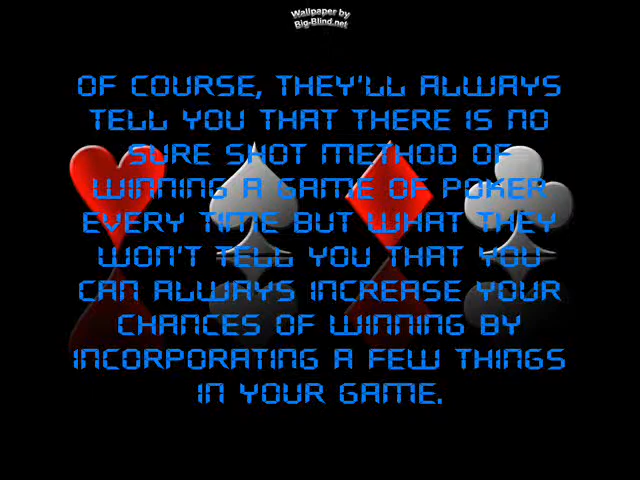 Wallpaper by
Big-Blind.net
OF COURSE, THEY'LL ALWAYS
TELL YOU THAT THERE IS NO
SURE SHOT METHOD OF
WINNING A GAME OF POKER
EVERY TIME BUT WHAT THEY
WON'T TELL YOU THAT YOU
CAN ALWAYS INCREASE YOUR
CHANCES OF WINNING BY
INCORPORATING A FEW THINGS
IN YOUR GAME.